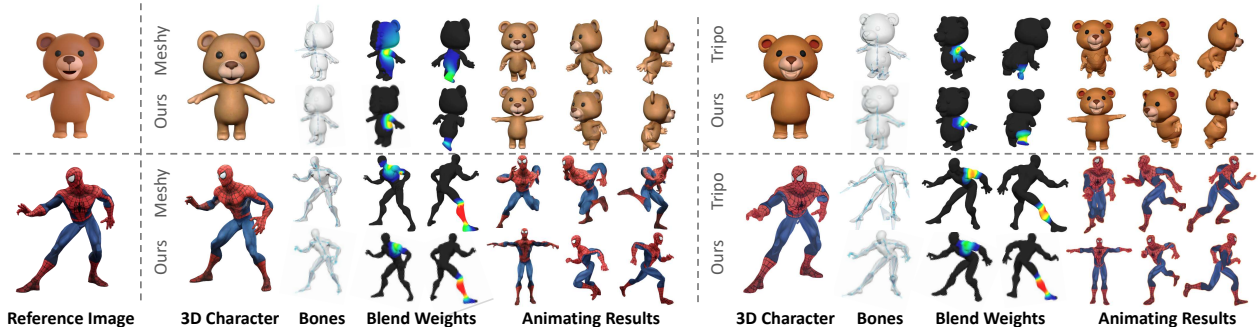 Meshy
Ours
Tripo
Ours
Meshy
Ours
Tripo
Ours
Reference Image
3D Character
Bones
Blend Weights
Animating Results
3D Character
Bones
Blend Weights
Animating Results